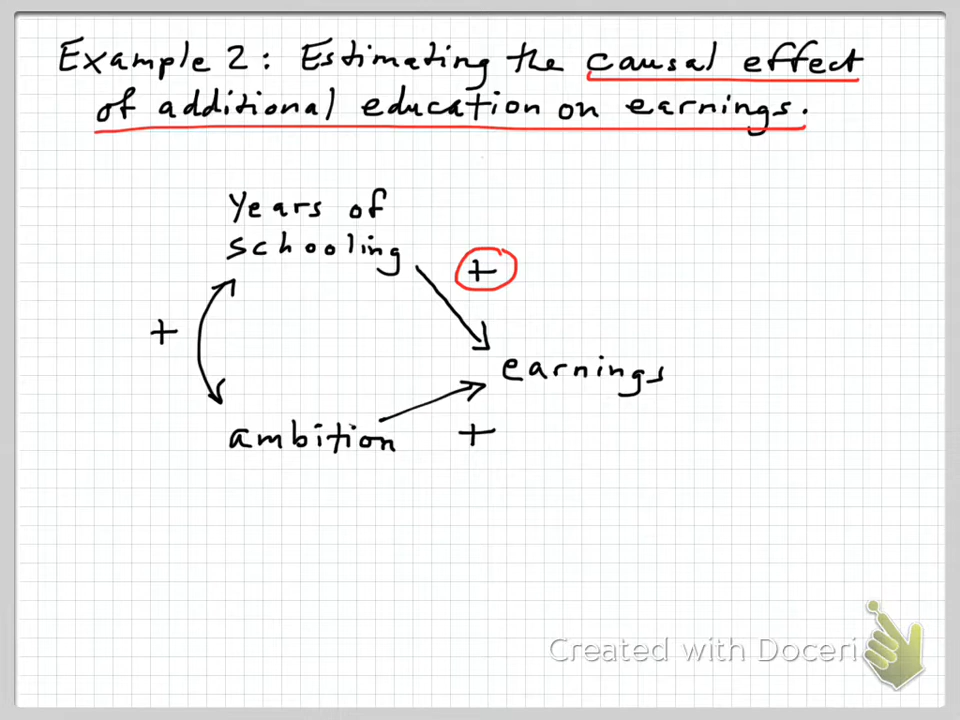 Example 2: Estimating the causal effect
of additional education on earnings.
Years of
schooling
+
+
earnings
ambition
+
Created with Doceri